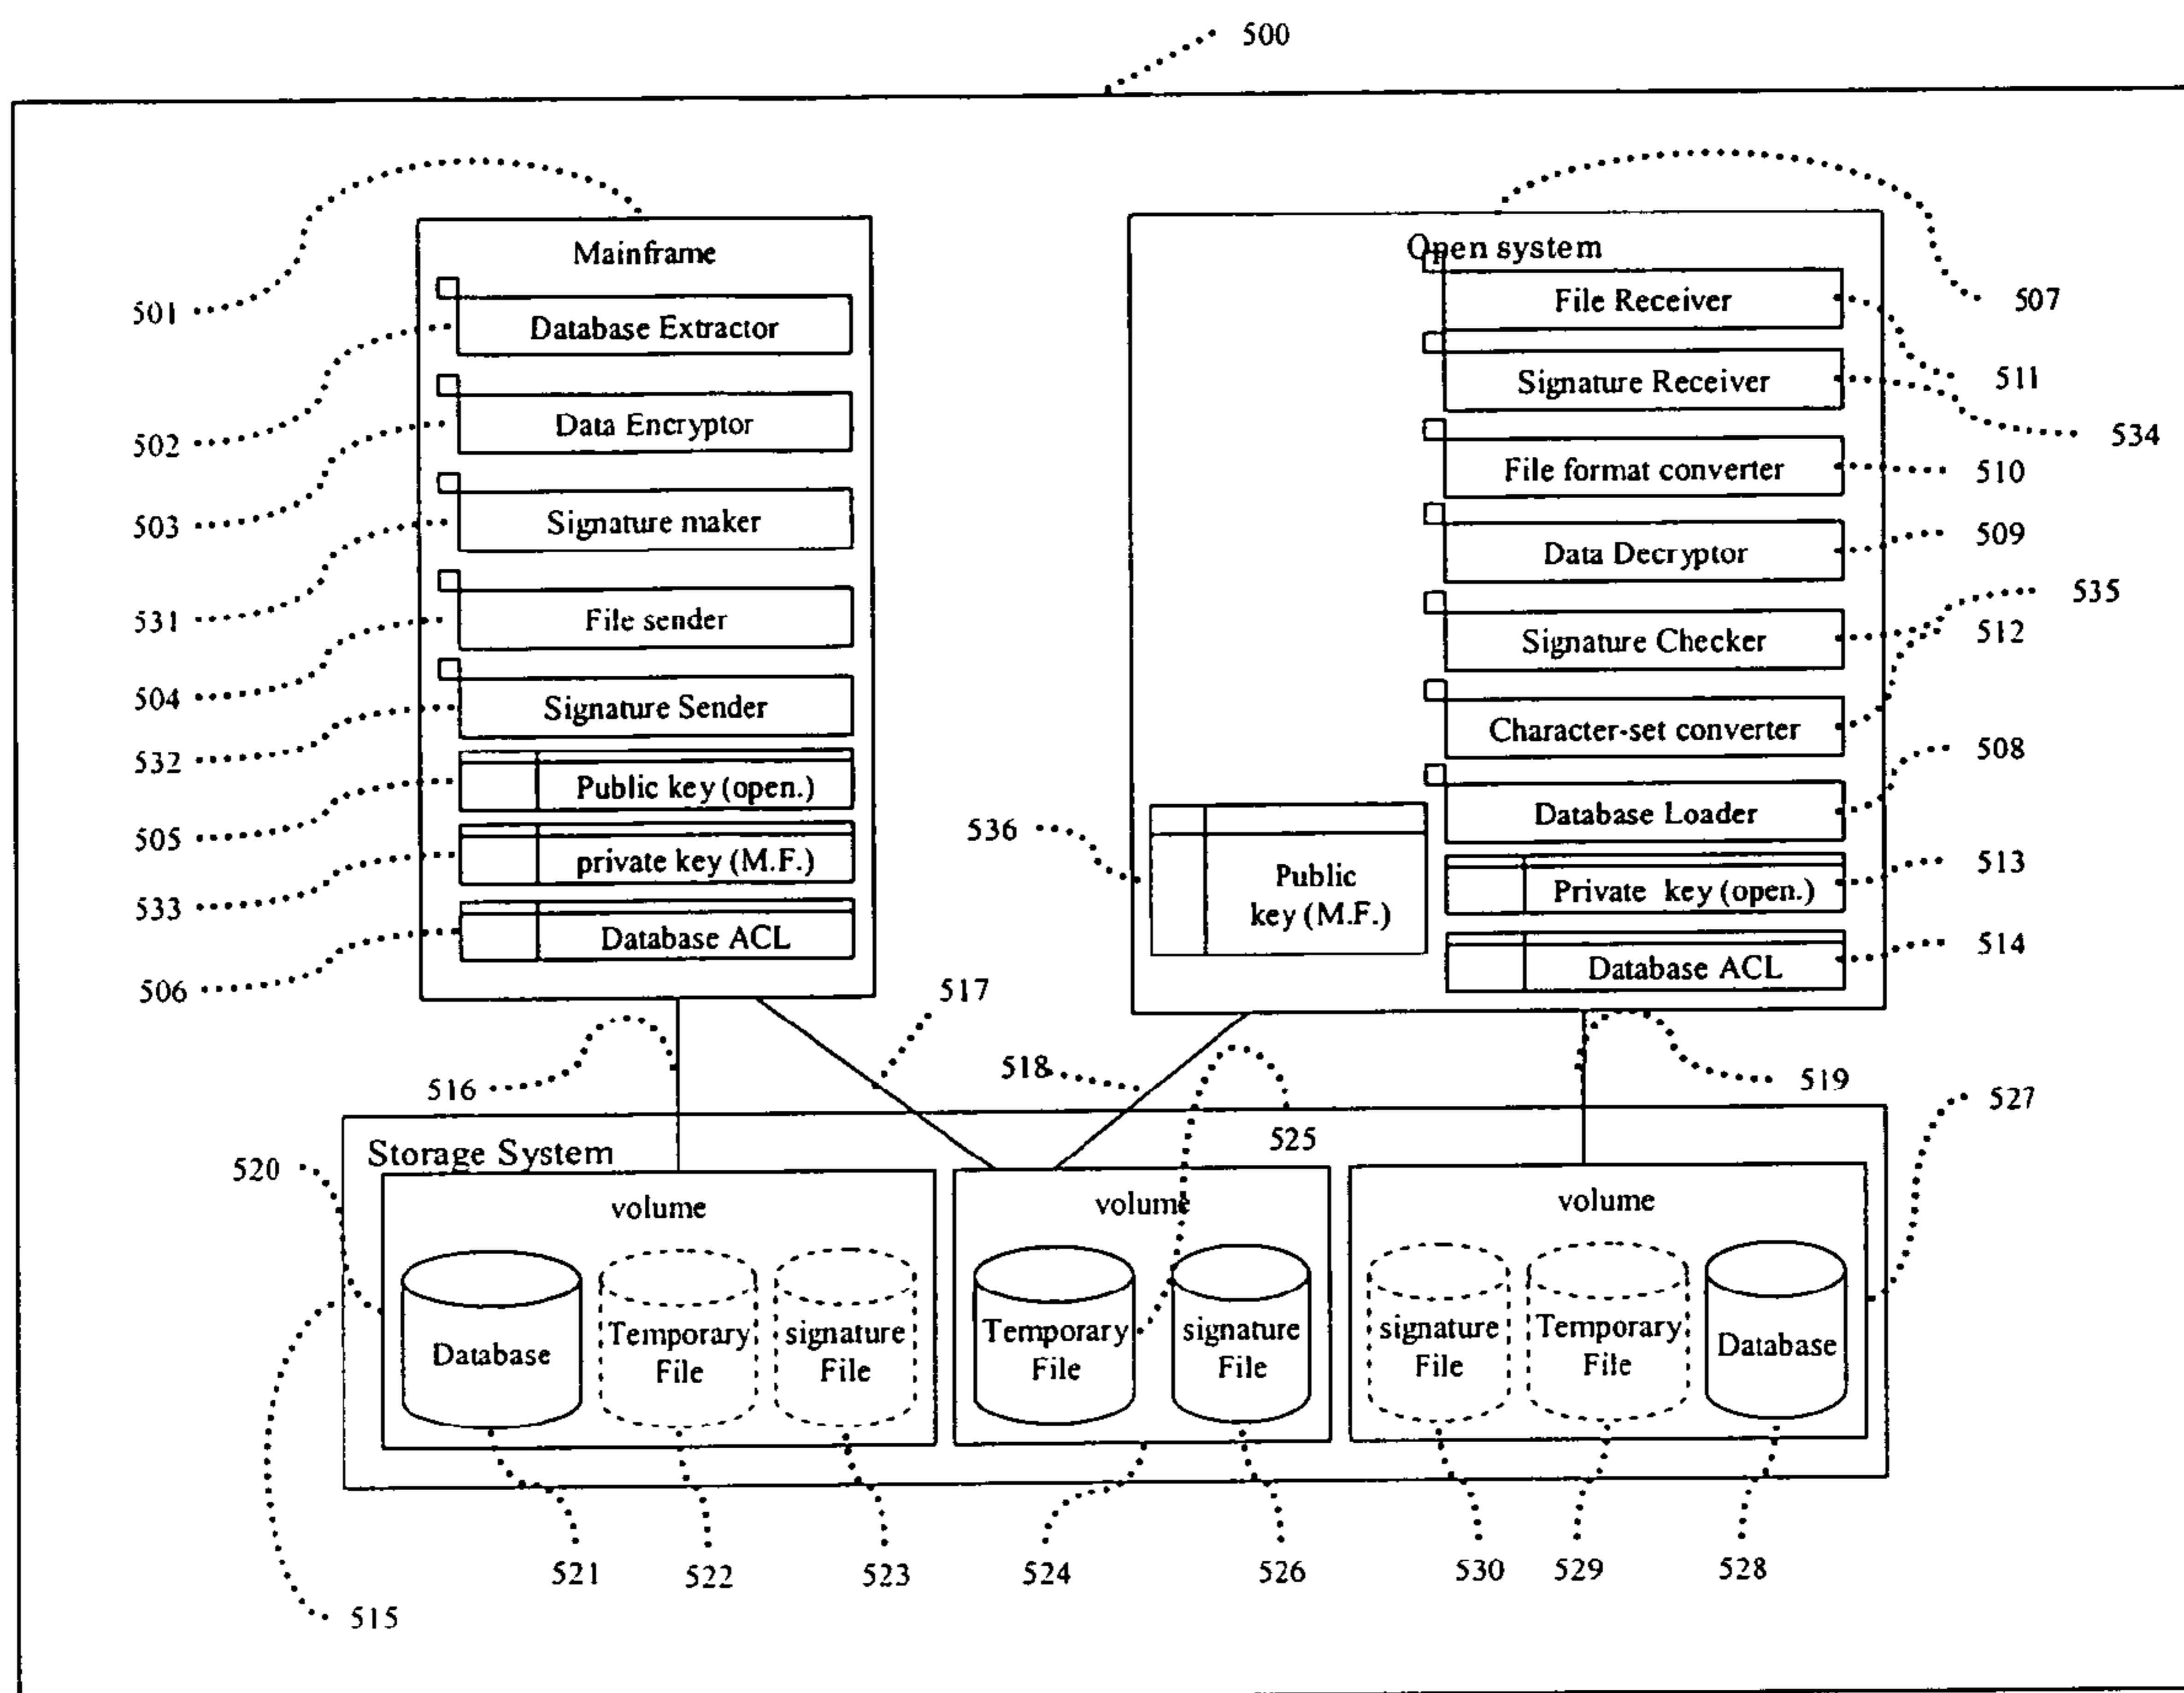 500
Mainframe
Database Extractor
Data Encryptor
Signature maker
File sender
Signature Sender
Public key (open.)
private key (M.F.)
Database ACL
501
502
503
531
504
532
505
533
506
Open system
File Receiver
Signature Receiver
File format converter
Data Decryptor
Signature Checker
Character-set converter
Database Loader
Private key (open.)
Database ACL
Public
key (M.F.)
507
511
534
510
509
535
512
508
513
514
536
516
517
518
519
525
527
520
Storage System
volume
Database
Temporary
File
signature
File
volume
Temporary
File
signature
File
volume
signature
File
Temporary
File
Database
521
522
523
524
526
530
529
528
515